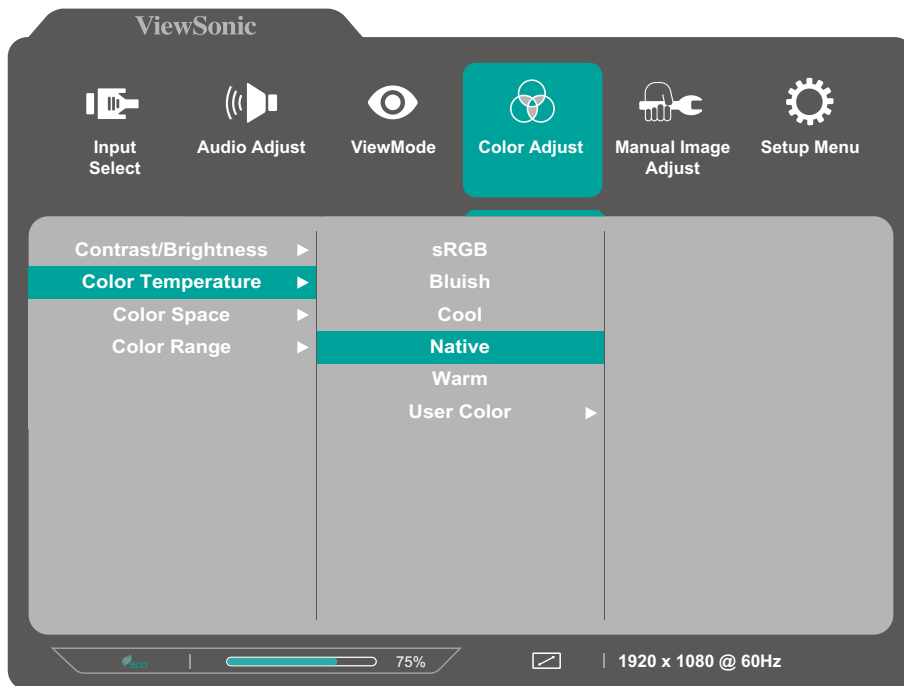 ViewSonic
Input Select
Audio Adjust
ViewMode
Color Adjust
Manual Image Adjust
Setup Menu
Contrast/Brightness
Color Temperature
Color Space
Color Range
sRGB
Bluish
Cool
Native
Warm
User Color
eco
75%
1920 x 1080 @ 60Hz